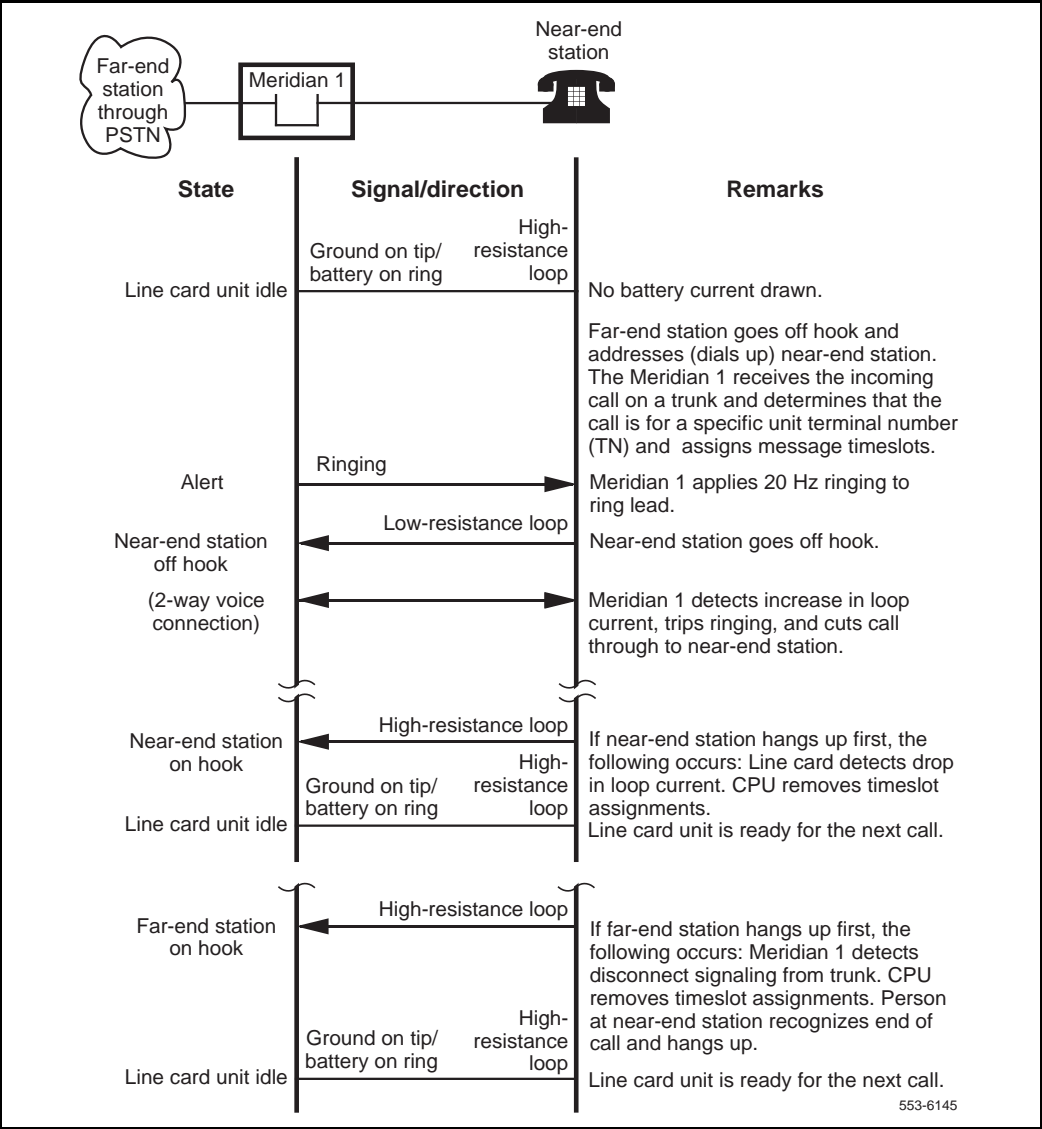 Near-end
station
Far-end
station
through
PSTN
Meridian 1
State
Signal/direction
Remarks
High-
resistance
loop
Ground on tip/
battery on ring
Line card unit idle
No battery current drawn.
Far-end station goes off hook and
addresses (dials up) near-end station.
The Meridian 1 receives the incoming
call on a trunk and determines that the
call is for a specific unit terminal number
(TN) and assigns message timeslots.
Alert
Ringing
Meridian 1 applies 20 Hz ringing to
ring lead.
Near-end station
off hook
Low-resistance loop
Near-end station goes off hook.
(2-way voice
connection)
Meridian 1 detects increase in loop
current, trips ringing, and cuts call
through to near-end station.
Near-end station
on hook
High-resistance loop
If near-end station hangs up first, the
following occurs: Line card detects drop
in loop current. CPU removes timeslot
assignments.
High-
resistance
loop
Ground on tip/
battery on ring
Line card unit idle
Line card unit is ready for the next call.
Far-end station
on hook
High-resistance loop
If far-end station hangs up first, the
following occurs: Meridian 1 detects
disconnect signaling from trunk. CPU
removes timeslot assignments. Person
at near-end station recognizes end of
call and hangs up.
High-
resistance
loop
Ground on tip/
battery on ring
Line card unit idle
Line card unit is ready for the next call.
553-6145